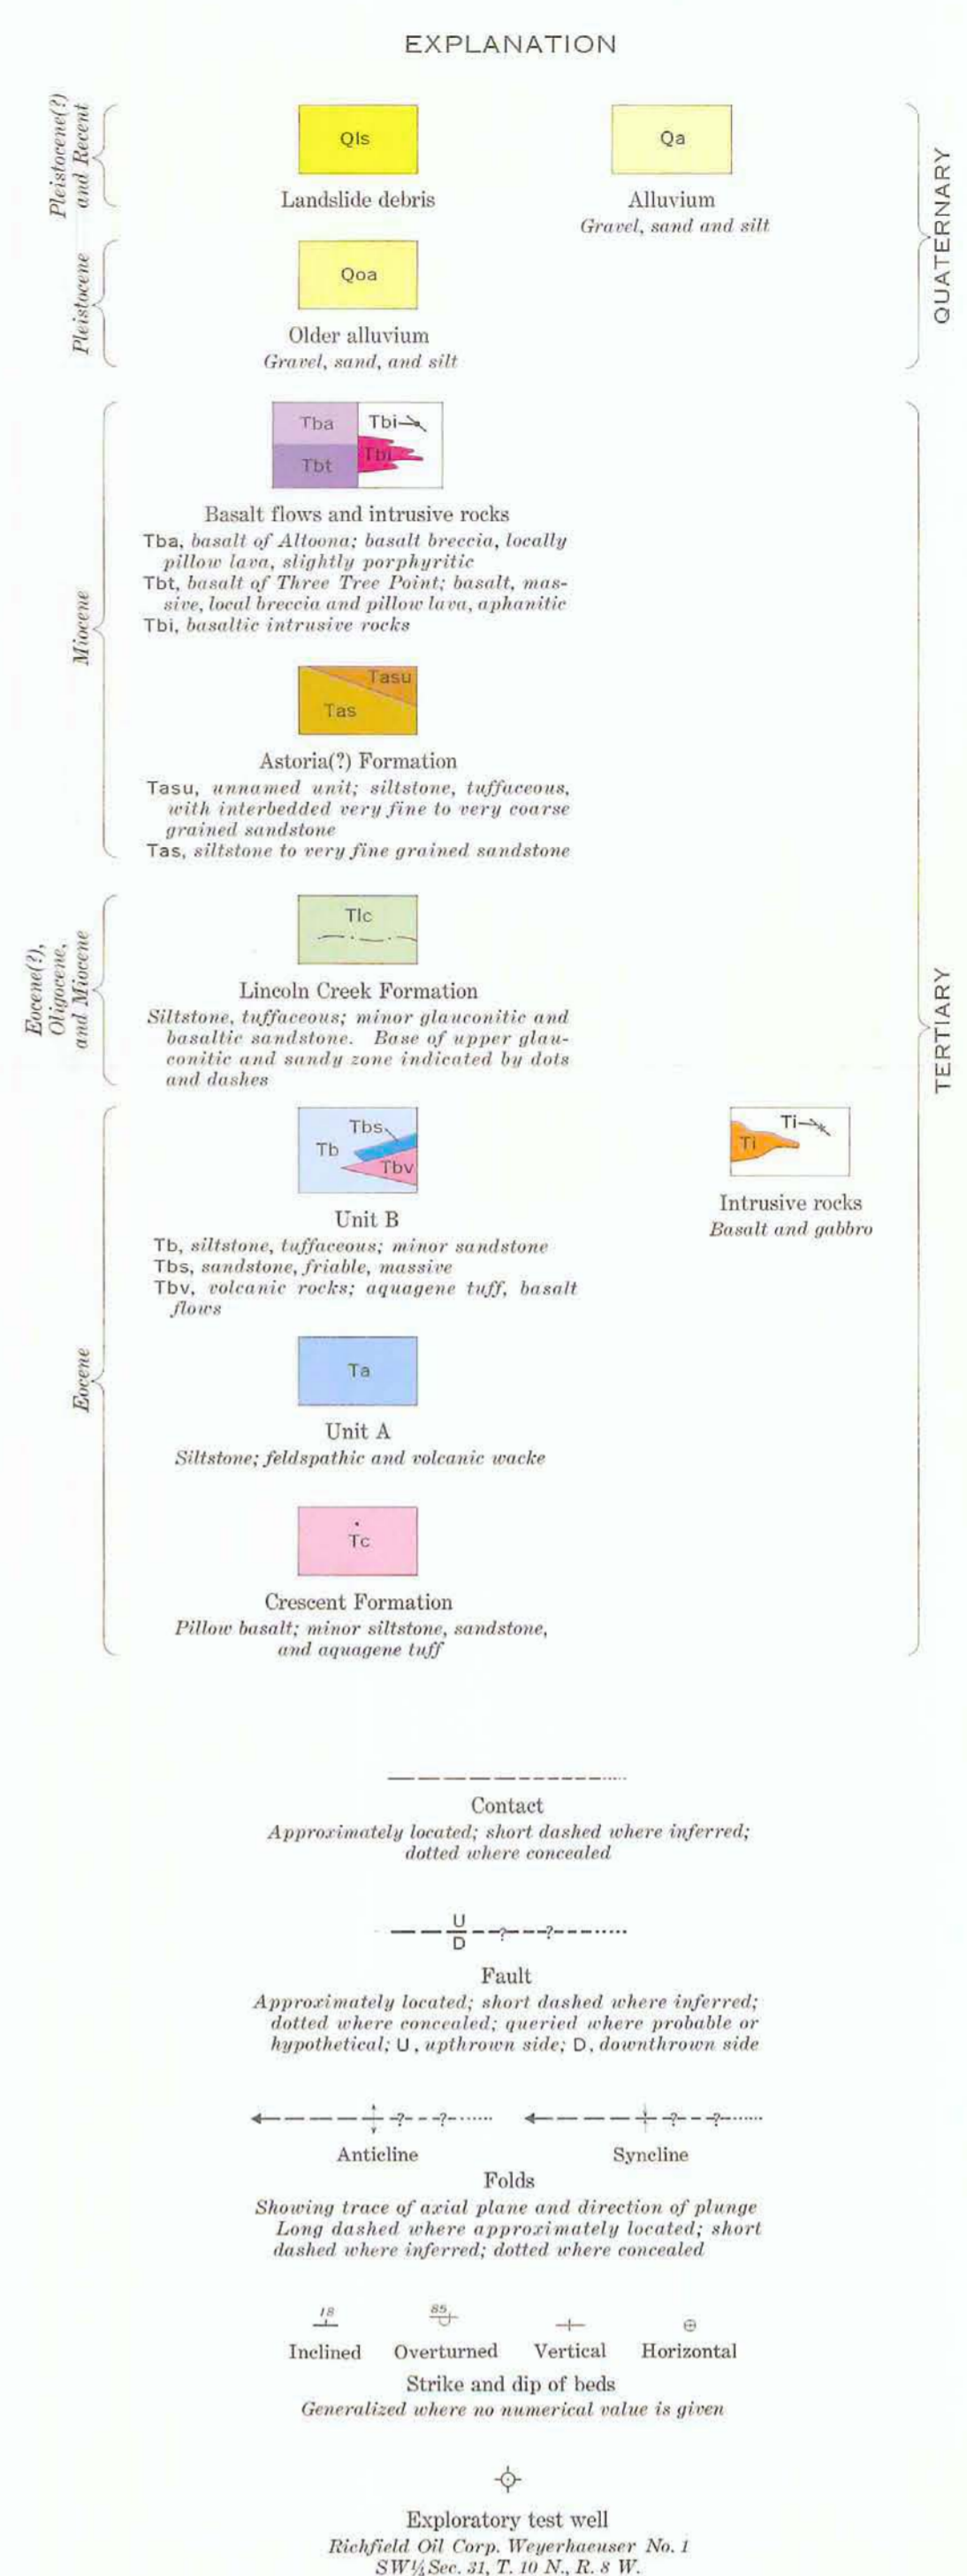 EXPLANATION
Pleistocene(?)
and Recent
Qls
Landslide debris
Qa
Alluvium
Gravel, sand and silt
QUATERNARY
Pleistocene
Qoa
Older alluvium
Gravel, sand, and silt
Miocene
Tba
Tbi
Tbt
Tbi
Basalt flows and intrusive rocks
Tba, basalt of Altoona; basalt breccia, locally
pillow lava, slightly porphyritic
Tbt, basalt of Three Tree Point; basalt, mas-
sive, local breccia and pillow lava, aphanitic
Tbi, basaltic intrusive rocks
Tasu
Tas
Astoria(?) Formation
Tasu, unnamed unit; siltstone, tuffaceous,
with interbedded very fine to very coarse
grained sandstone
Tas, siltstone to very fine grained sandstone
Eocene(?),
Oligocene,
and Miocene
Tlc
Lincoln Creek Formation
Siltstone, tuffaceous; minor glauconitic and
basaltic sandstone. Base of upper glau-
conitic and sandy zone indicated by dots
and dashes
TERTIARY
Eocene
Tbs
Tb
Tbv
Unit B
Tb, siltstone, tuffaceous; minor sandstone
Tbs, sandstone, friable, massive
Tbv, volcanic rocks; aquagene tuff, basalt
flows
Ti
Ti
Intrusive rocks
Basalt and gabbro
Ta
Unit A
Siltstone; feldspathic and volcanic wacke
Tc
Crescent Formation
Pillow basalt; minor siltstone, sandstone,
and aquagene tuff
Contact
Approximately located; short dashed where inferred;
dotted where concealed
U
? ?
D
Fault
Approximately located; short dashed where inferred;
dotted where concealed; queried where probable or
hypothetical; U, upthrown side; D, downthrown side
? ? ? ?
Anticline Syncline
Folds
Showing trace of axial plane and direction of plunge
Long dashed where approximately located; short
dashed where inferred; dotted where concealed
18 85
Inclined Overturned Vertical Horizontal
Strike and dip of beds
Generalized where no numerical value is given
Exploratory test well
Richfield Oil Corp. Weyerhaeuser No. 1
SW¼ Sec. 31, T. 10 N., R. 8 W.